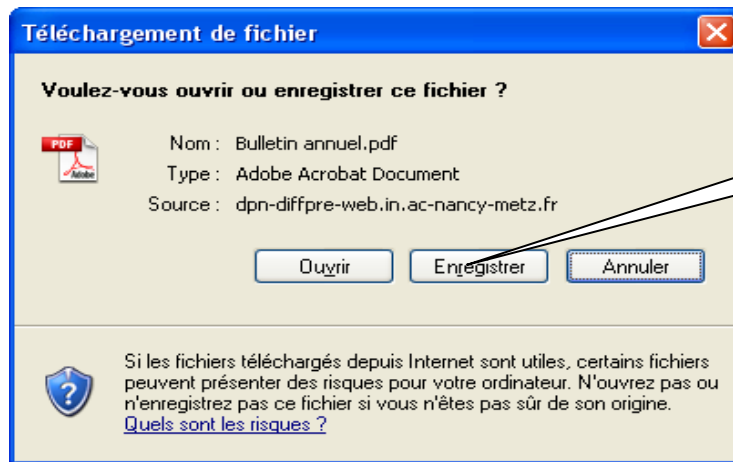 Téléchargement de fichier
Voulez-vous ouvrir ou enregistrer ce fichier ?
PDF
Adobe
Nom : Bulletin annuel.pdf
Type : Adobe Acrobat Document
Source : dpn-diffpre-web.in.ac-nancy-metz.fr
Ouvrir Enregistrer Annuler
Si les fichiers téléchargés depuis Internet sont utiles, certains fichiers
peuvent présenter des risques pour votre ordinateur. N'ouvrez pas ou
n'enregistrez pas ce fichier si vous n'êtes pas sûr de son origine.
Quels sont les risques ?